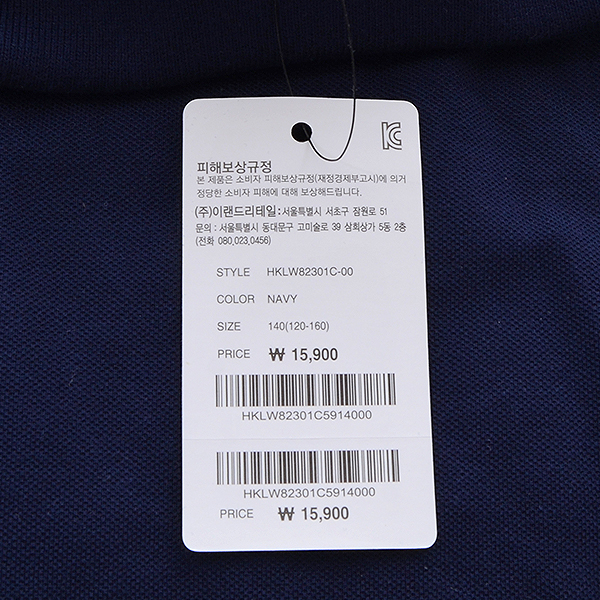 피해보상규정
본 제품은 소비자 피해보상규정(재정경제부고시)에 의거
정당한 소비자 피해에 대해 보상해드립니다.
(주)이랜드리테일:서울특별시 서초구 잠원로 51
문의 : 서울특별시 동대문구 고미술로 39 삼희상가 5동 2층
(전화 080,023,0456)
STYLE HKLW82301C-00
COLOR NAVY
SIZE 140(120-160)
PRICE ₩ 15,900
HKLW82301C5914000
HKLW82301C5914000
PRICE ₩ 15,900